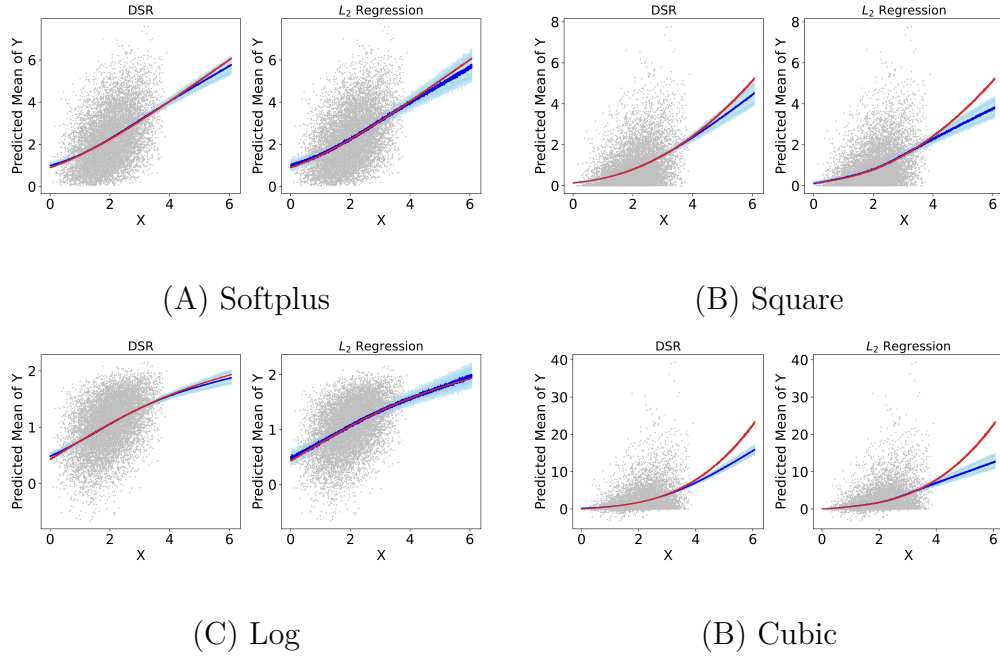 DSR
L₂ Regression
Predicted Mean of Y
6
4
2
0
0 2 4 6
X
Predicted Mean of Y
6
4
2
0
0 2 4 6
X
(A) Softplus
DSR
L₂ Regression
Predicted Mean of Y
8
6
4
2
0
0 2 4 6
X
Predicted Mean of Y
8
6
4
2
0
0 2 4 6
X
(B) Square
DSR
L₂ Regression
Predicted Mean of Y
2
1
0
0 2 4 6
X
Predicted Mean of Y
2
1
0
0 2 4 6
X
(C) Log
DSR
L₂ Regression
Predicted Mean of Y
40
30
20
10
0
0 2 4 6
X
Predicted Mean of Y
40
30
20
10
0
0 2 4 6
X
(B) Cubic